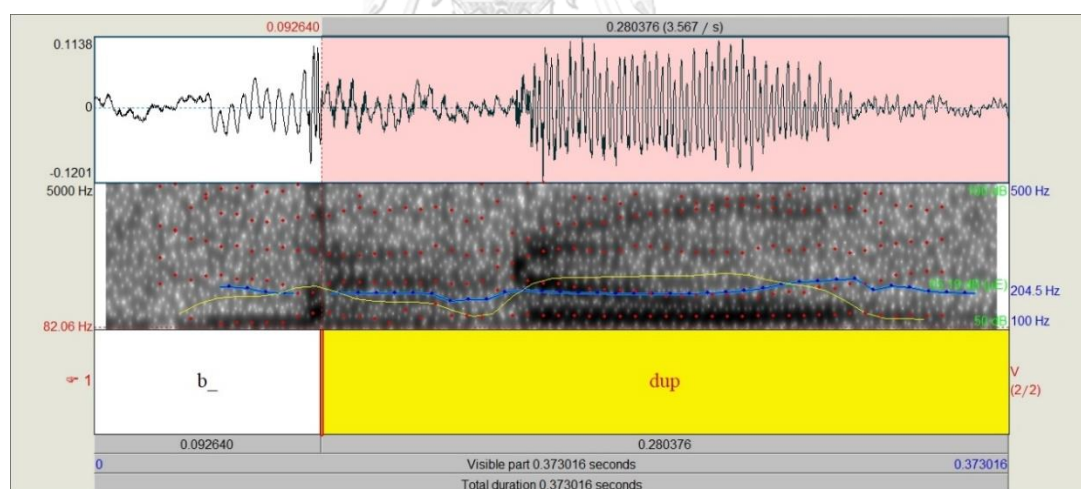 0.092640 0.280376 (3.567 / s)
0.1138
0
-0.1201
5000 Hz 500 Hz
204.5 Hz
82.06 Hz 50 dB 100 Hz
1 b_ dup V
(2/2)
0.092640 0.280376
0 Visible part 0.373016 seconds 0.373016
Total duration 0.373016 seconds